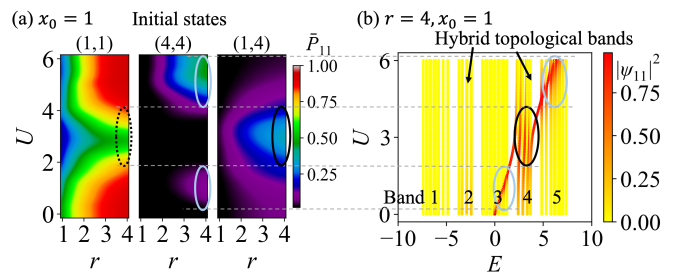 (a) x₀ = 1 Initial states
(1,1) (4,4) (1,4) P̄₁₁
6
4
2
0
U
1 2 3 4
r
1 2 3 4
r
1 2 3 4
r
1.00
0.75
0.50
0.25
(b) r = 4, x₀ = 1
Hybrid topological bands
6
3
0
U
Band 1 2 3 4 5
−10 −5 0 5 10
E
|ψ₁₁|²
0.75
0.50
0.25
0.00